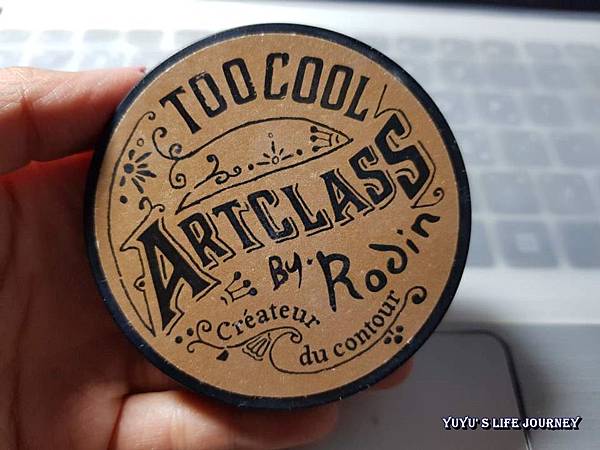 TOO COOL
ARTCLASS
By. Rodin
Créateur
du contour
YUYU'S LIFE JOURNEY